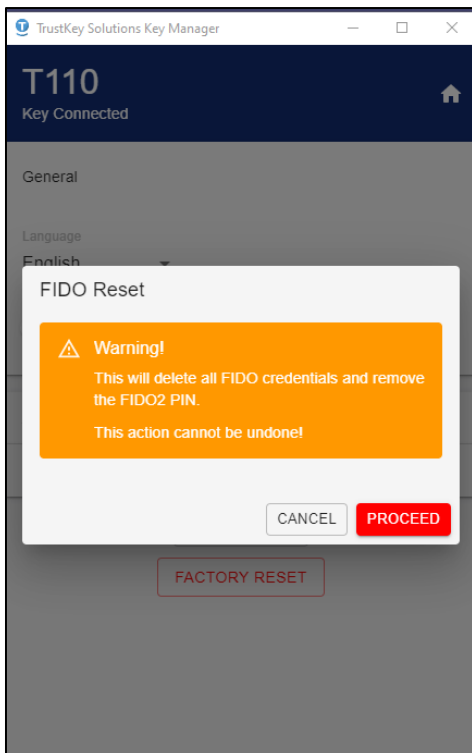 TrustKey Solutions Key Manager
T110
Key Connected
General
Language
English
FIDO Reset
Warning!
This will delete all FIDO credentials and remove
the FIDO2 PIN.
This action cannot be undone!
CANCEL
PROCEED
FACTORY RESET